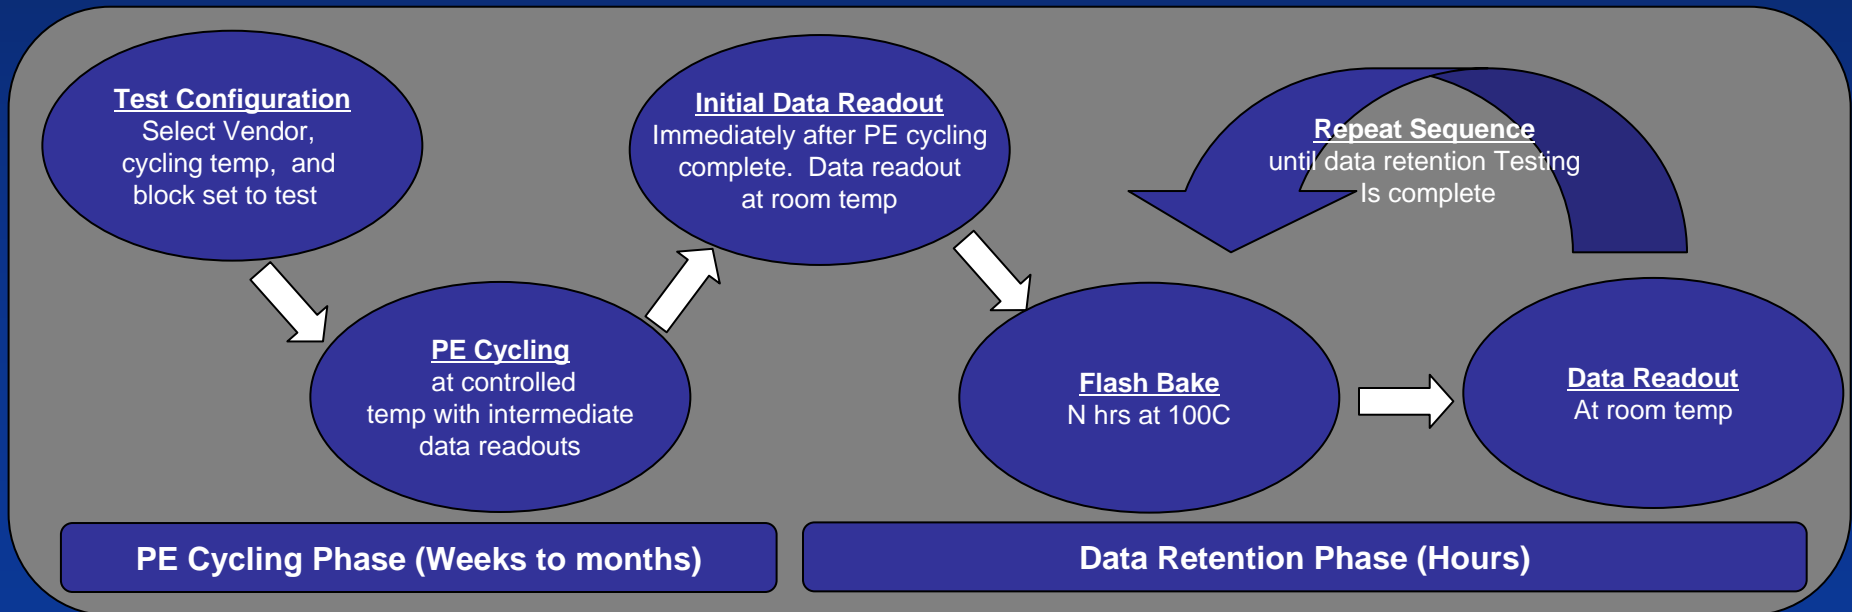 Test Configuration
Select Vendor,
cycling temp, and
block set to test
PE Cycling
at controlled
temp with intermediate
data readouts
Initial Data Readout
Immediately after PE cycling
complete. Data readout
at room temp
Flash Bake
N hrs at 100C
Data Readout
At room temp
Repeat Sequence
until data retention Testing
Is complete
PE Cycling Phase (Weeks to months)
Data Retention Phase (Hours)